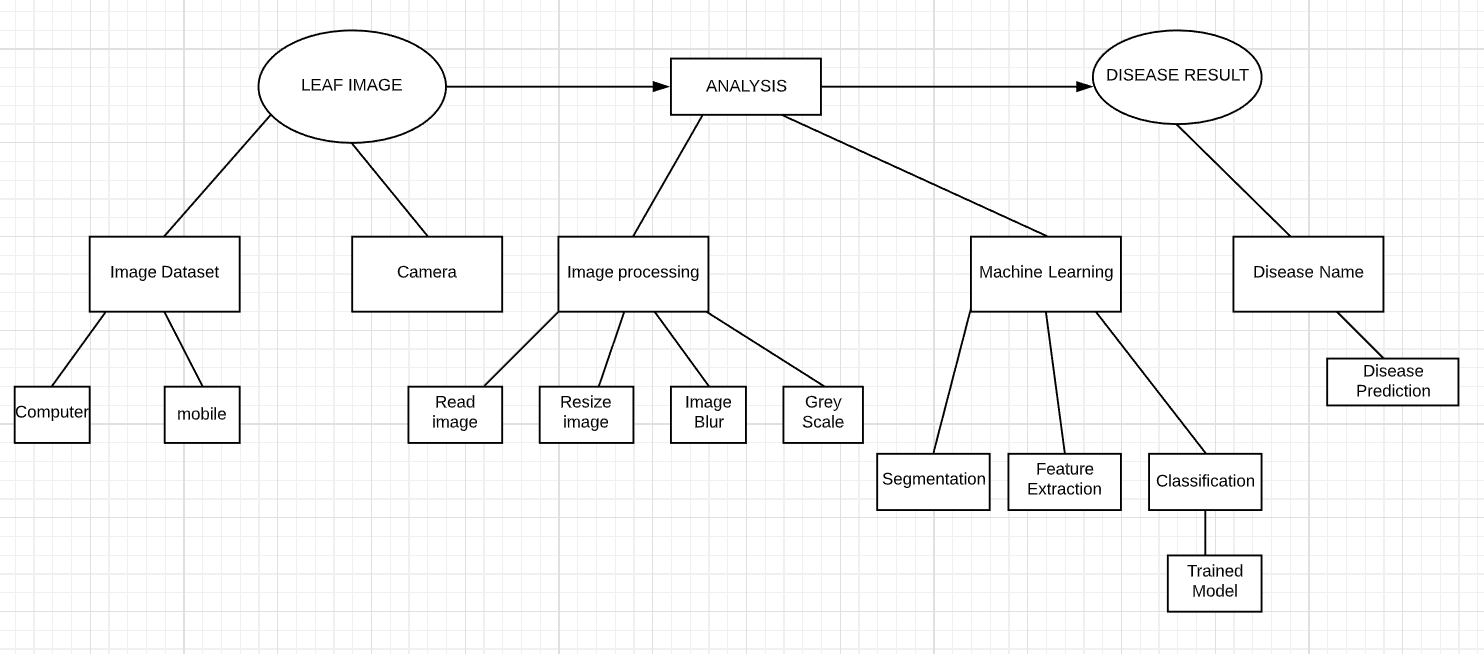 LEAF IMAGE
ANALYSIS
DISEASE RESULT
Image Dataset
Camera
Image processing
Machine Learning
Disease Name
Computer
mobile
Read
image
Resize
image
Image
Blur
Grey
Scale
Disease
Prediction
Segmentation
Feature
Extraction
Classification
Trained
Model